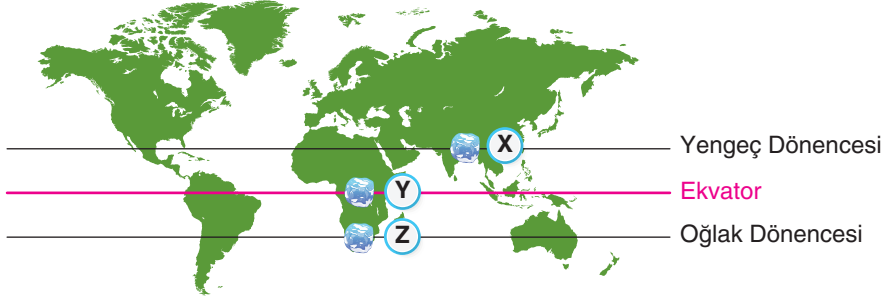 X
Yengeç Dönencesi
Y
Ekvator
Z
Oğlak Dönencesi